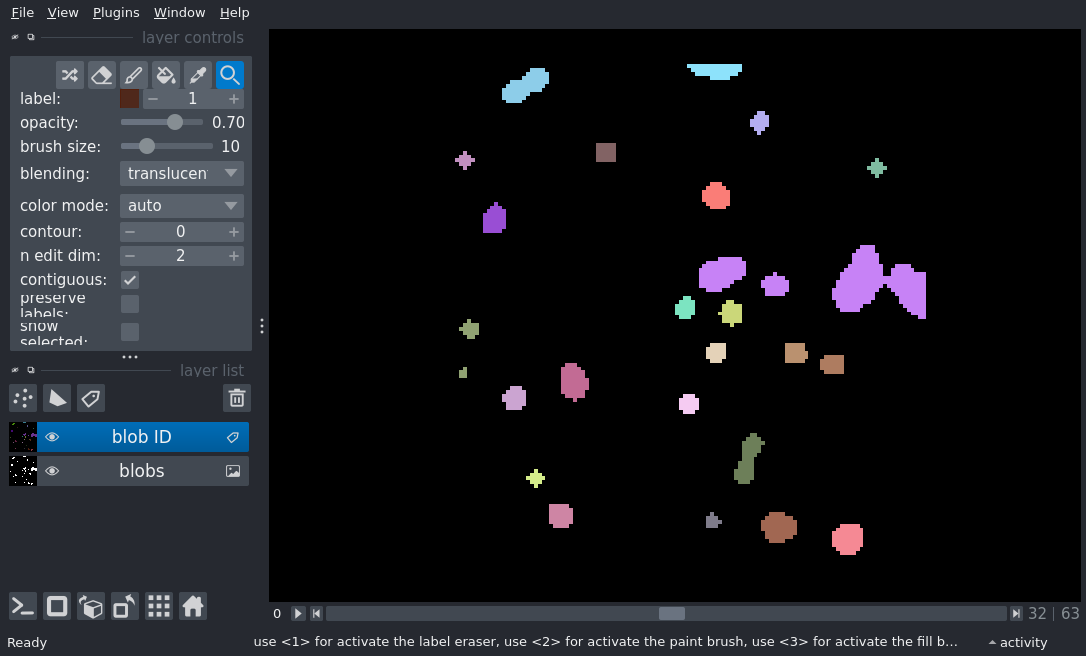 File View Plugins Window Help
layer controls
label: 1
opacity: 0.70
brush size: 10
blending: translucen
color mode: auto
contour: 0
n edit dim: 2
contiguous:
preserve
labels:
show
selected:
layer list
blob ID
blobs
0 32 63
Ready use <1> for activate the label eraser, use <2> for activate the paint brush, use <3> for activate the fill b... activity